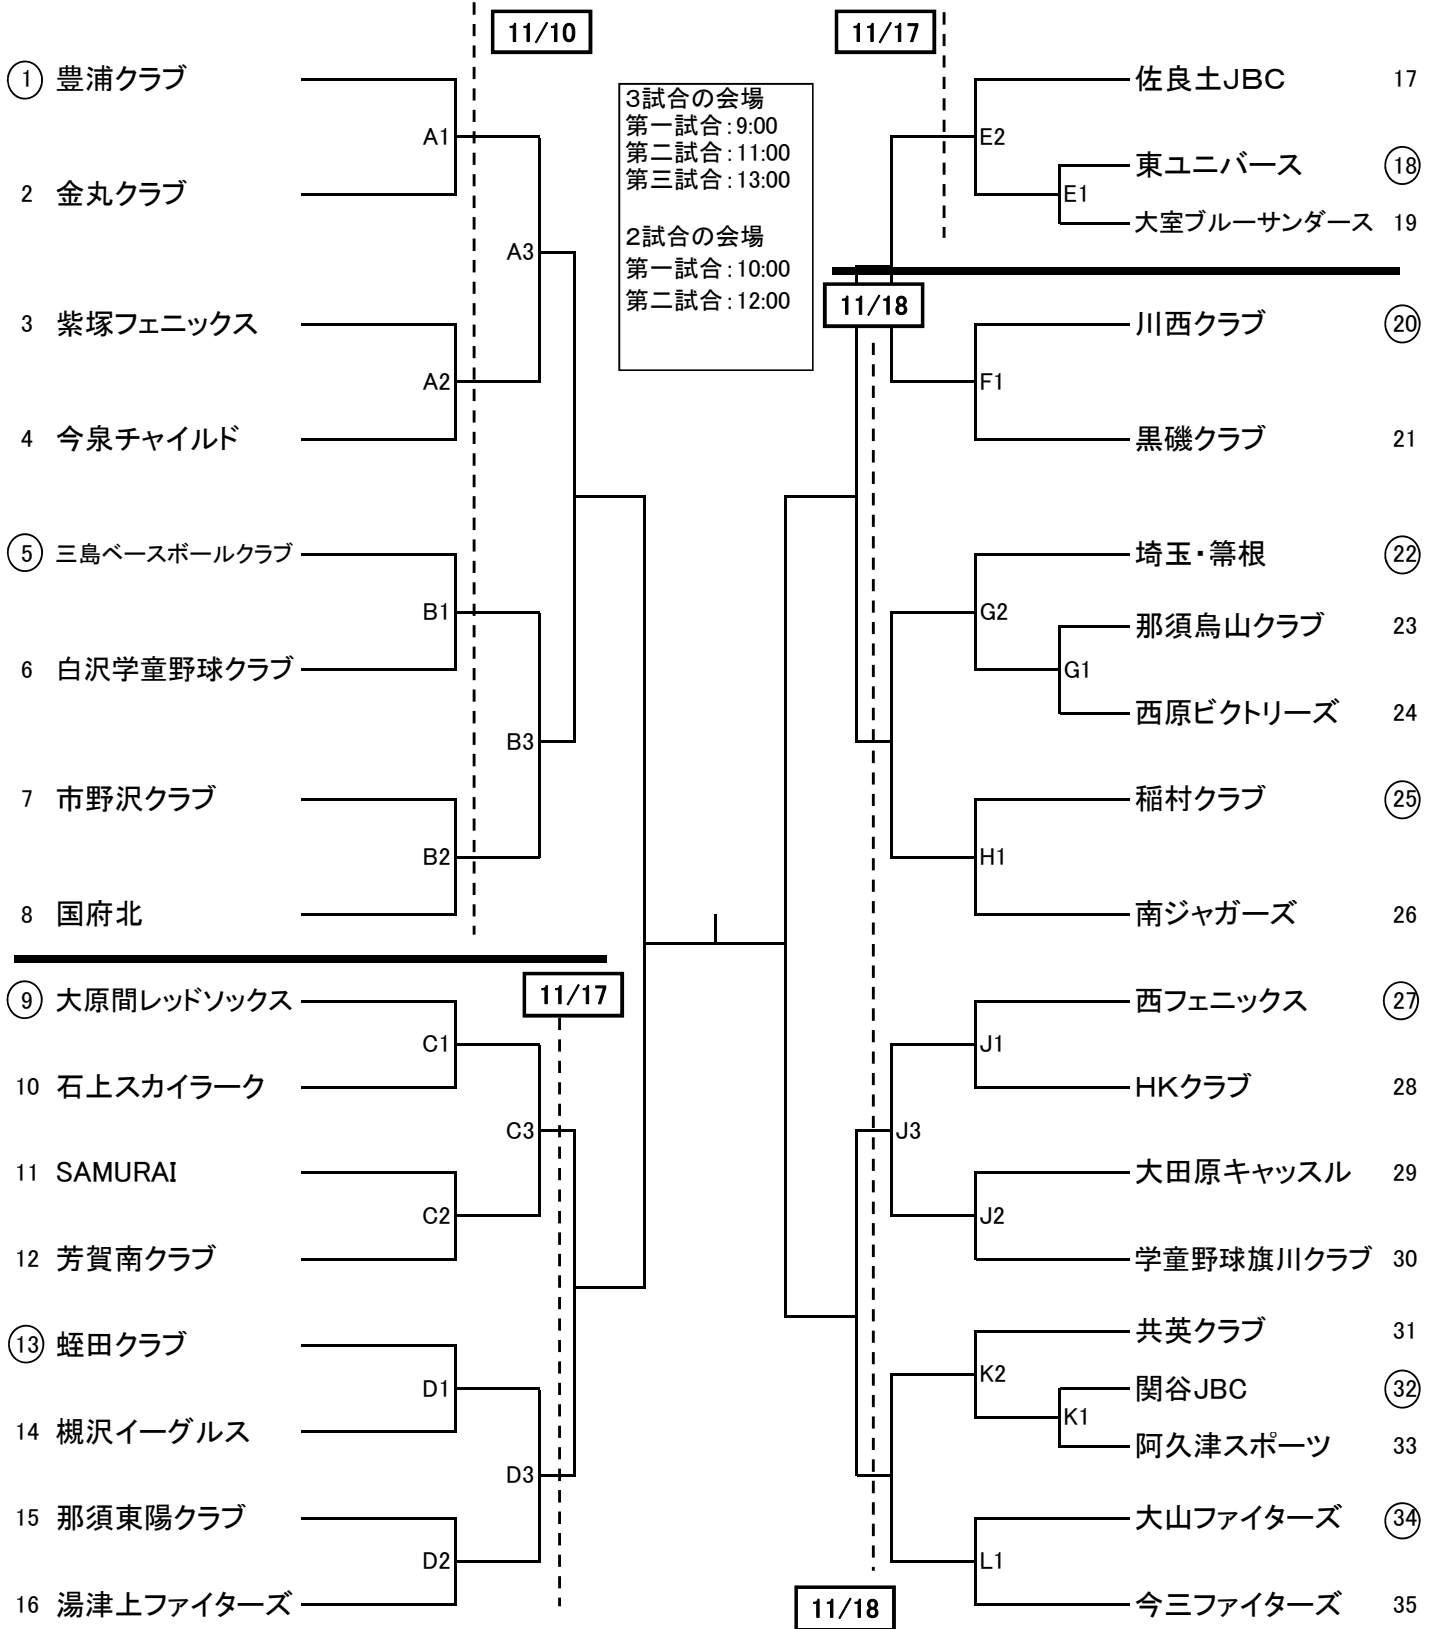 11/10
11/17
3試合の会場
第一試合：9:00
第二試合：11:00
第三試合：13:00
2試合の会場
第一試合：10:00
第二試合：12:00
1 豊浦クラブ
A1
2 金丸クラブ
A3
3 紫塚フェニックス
A2
4 今泉チャイルド
5 三島ベースボールクラブ
B1
6 白沢学童野球クラブ
B3
7 市野沢クラブ
B2
8 国府北
11/17
9 大原間レッドソックス
C1
10 石上スカイラーク
C3
11 SAMURAI
C2
12 芳賀南クラブ
13 蛭田クラブ
D1
14 槻沢イーグルス
D3
15 那須東陽クラブ
D2
16 湯津上ファイターズ
佐良土JBC 17
E2
東ユニバース 18
E1
大室ブルーサンダース 19
11/18
川西クラブ 20
F1
黒磯クラブ 21
埼玉・箒根 22
G2
那須烏山クラブ 23
G1
西原ビクトリーズ 24
稲村クラブ 25
H1
南ジャガーズ 26
西フェニックス 27
J1
HKクラブ 28
J3
大田原キャッスル 29
J2
学童野球旗川クラブ 30
共英クラブ 31
K2
関谷JBC 32
K1
阿久津スポーツ 33
大山ファイターズ 34
L1
今三ファイターズ 35
11/18